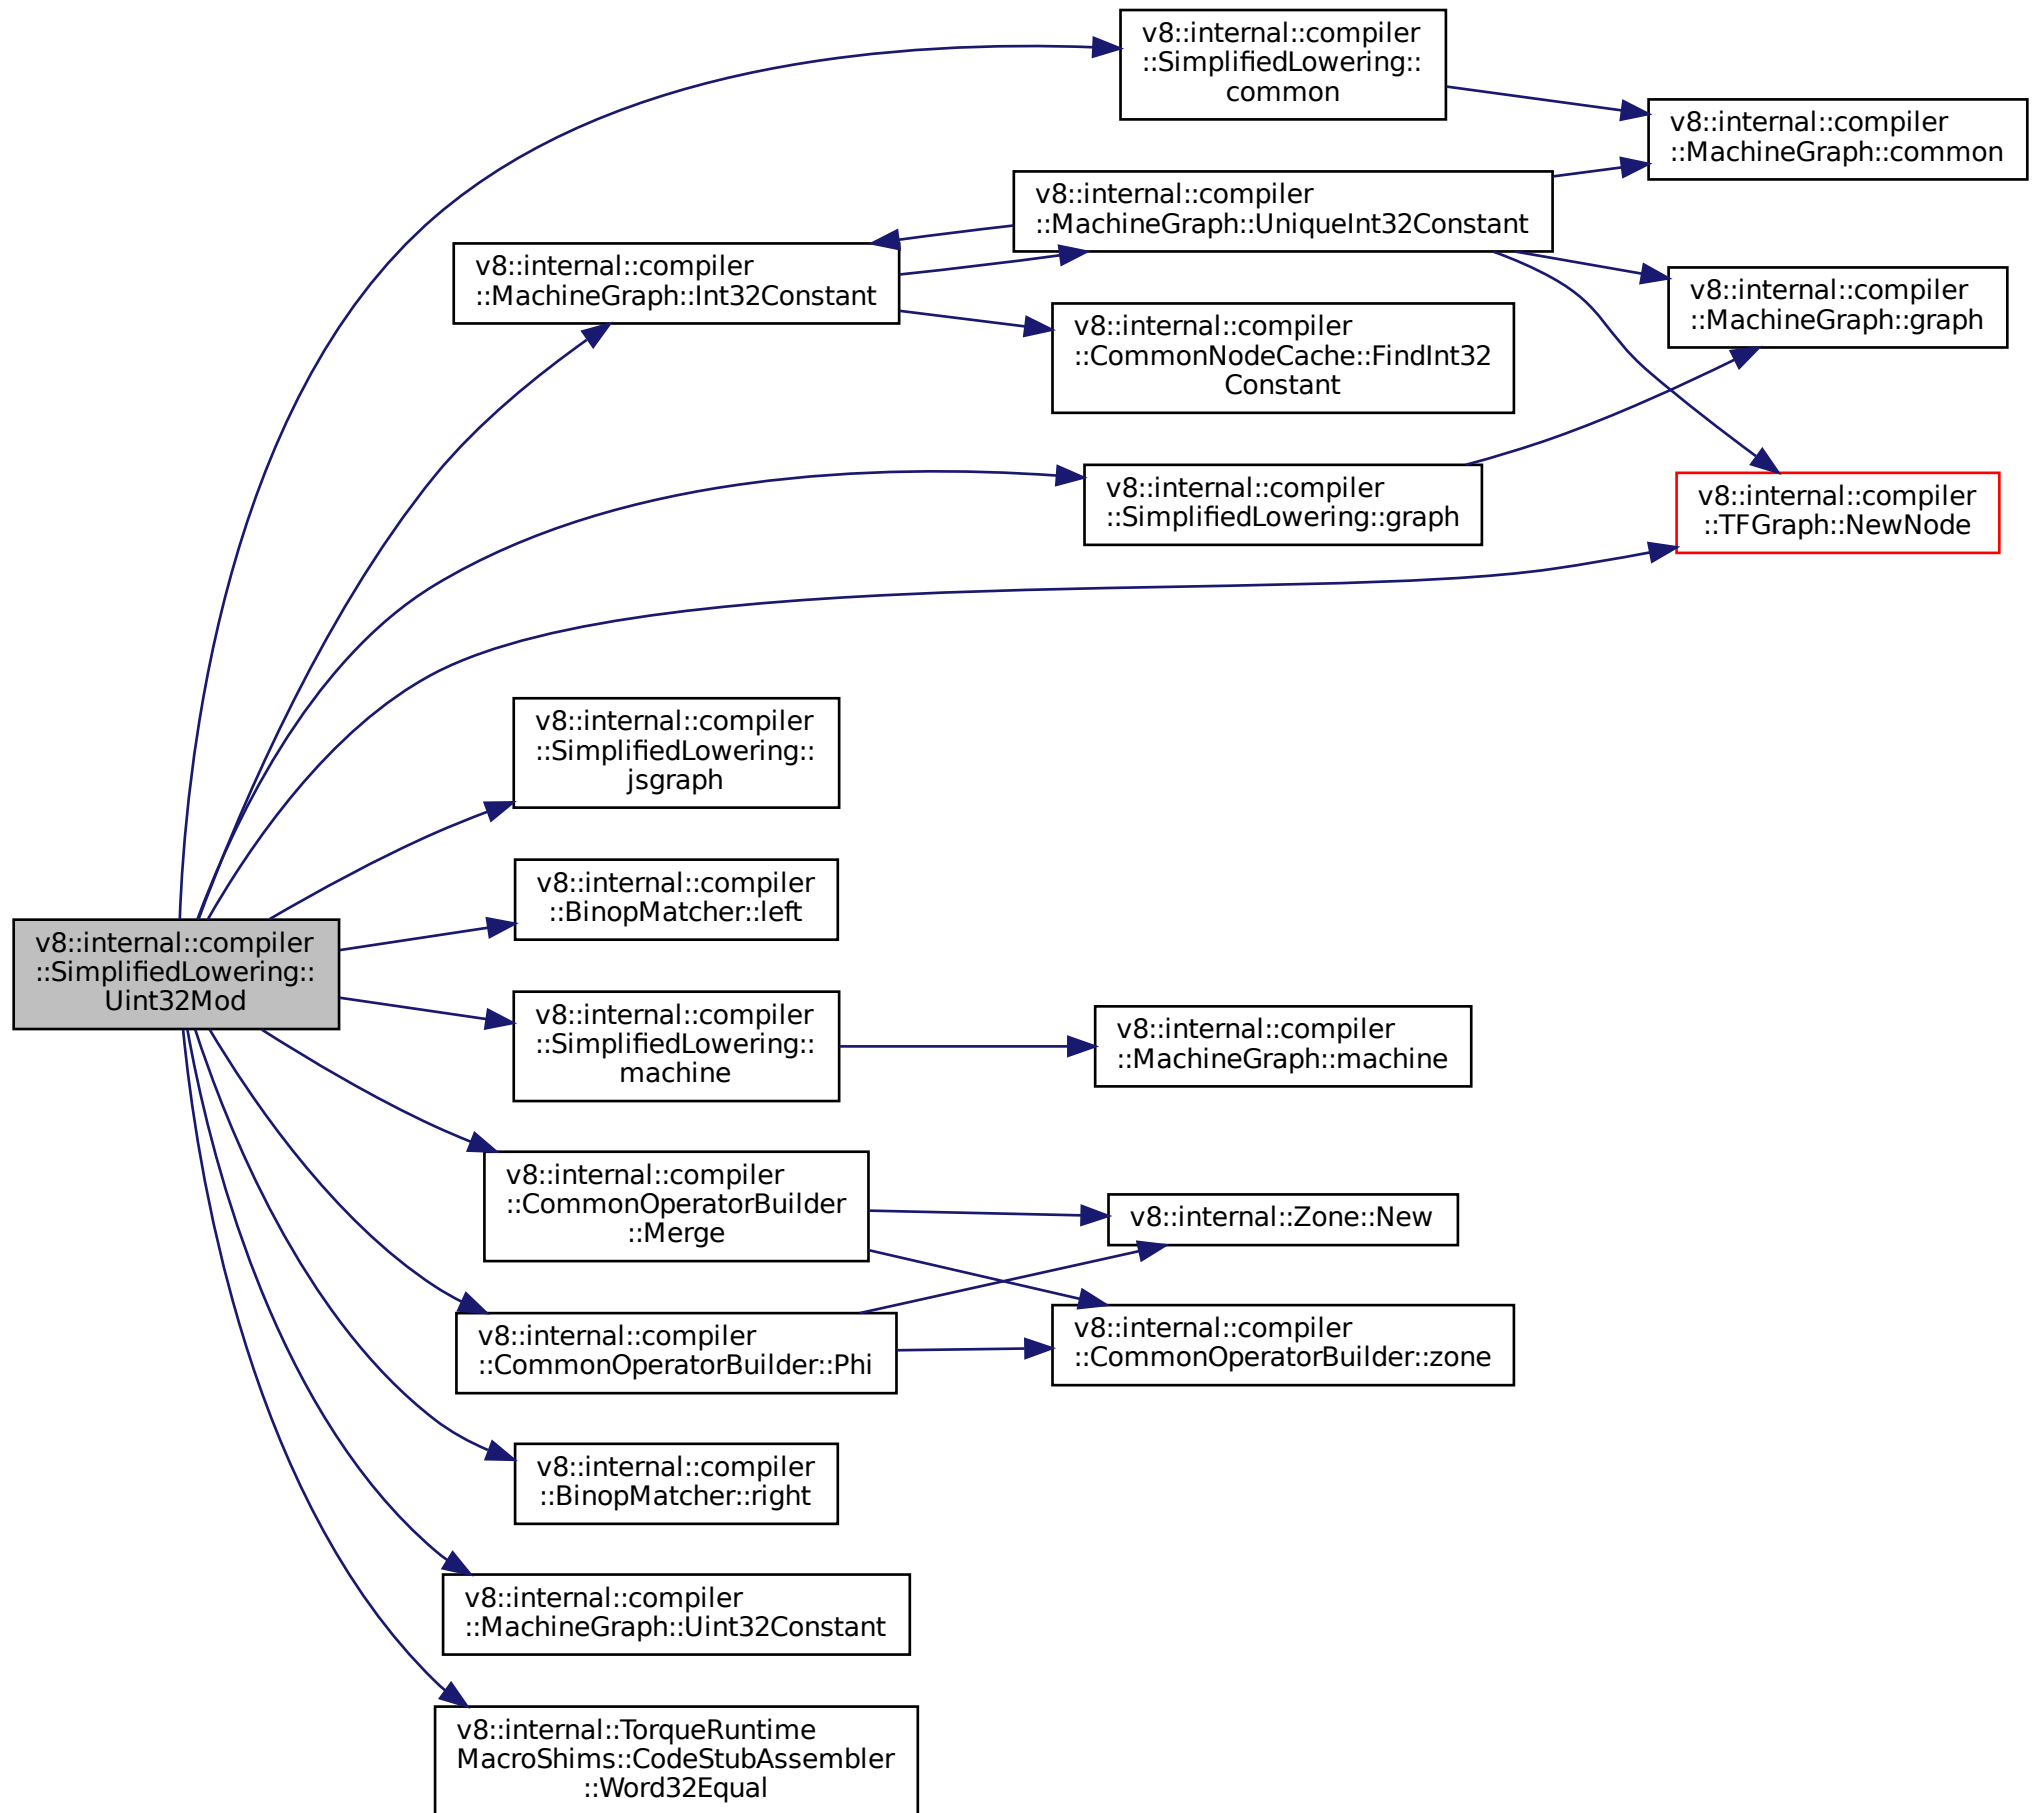 v8::internal::compiler
::SimplifiedLowering::
common
v8::internal::compiler
::MachineGraph::common
v8::internal::compiler
::MachineGraph::UniqueInt32Constant
v8::internal::compiler
::MachineGraph::Int32Constant
v8::internal::compiler
::MachineGraph::graph
v8::internal::compiler
::CommonNodeCache::FindInt32
Constant
v8::internal::compiler
::SimplifiedLowering::graph
v8::internal::compiler
::TFGraph::NewNode
v8::internal::compiler
::SimplifiedLowering::
jsgraph
v8::internal::compiler
::BinopMatcher::left
v8::internal::compiler
::SimplifiedLowering::
Uint32Mod
v8::internal::compiler
::SimplifiedLowering::
machine
v8::internal::compiler
::MachineGraph::machine
v8::internal::compiler
::CommonOperatorBuilder
::Merge
v8::internal::Zone::New
v8::internal::compiler
::CommonOperatorBuilder::Phi
v8::internal::compiler
::CommonOperatorBuilder::zone
v8::internal::compiler
::BinopMatcher::right
v8::internal::compiler
::MachineGraph::Uint32Constant
v8::internal::TorqueRuntime
MacroShims::CodeStubAssembler
::Word32Equal